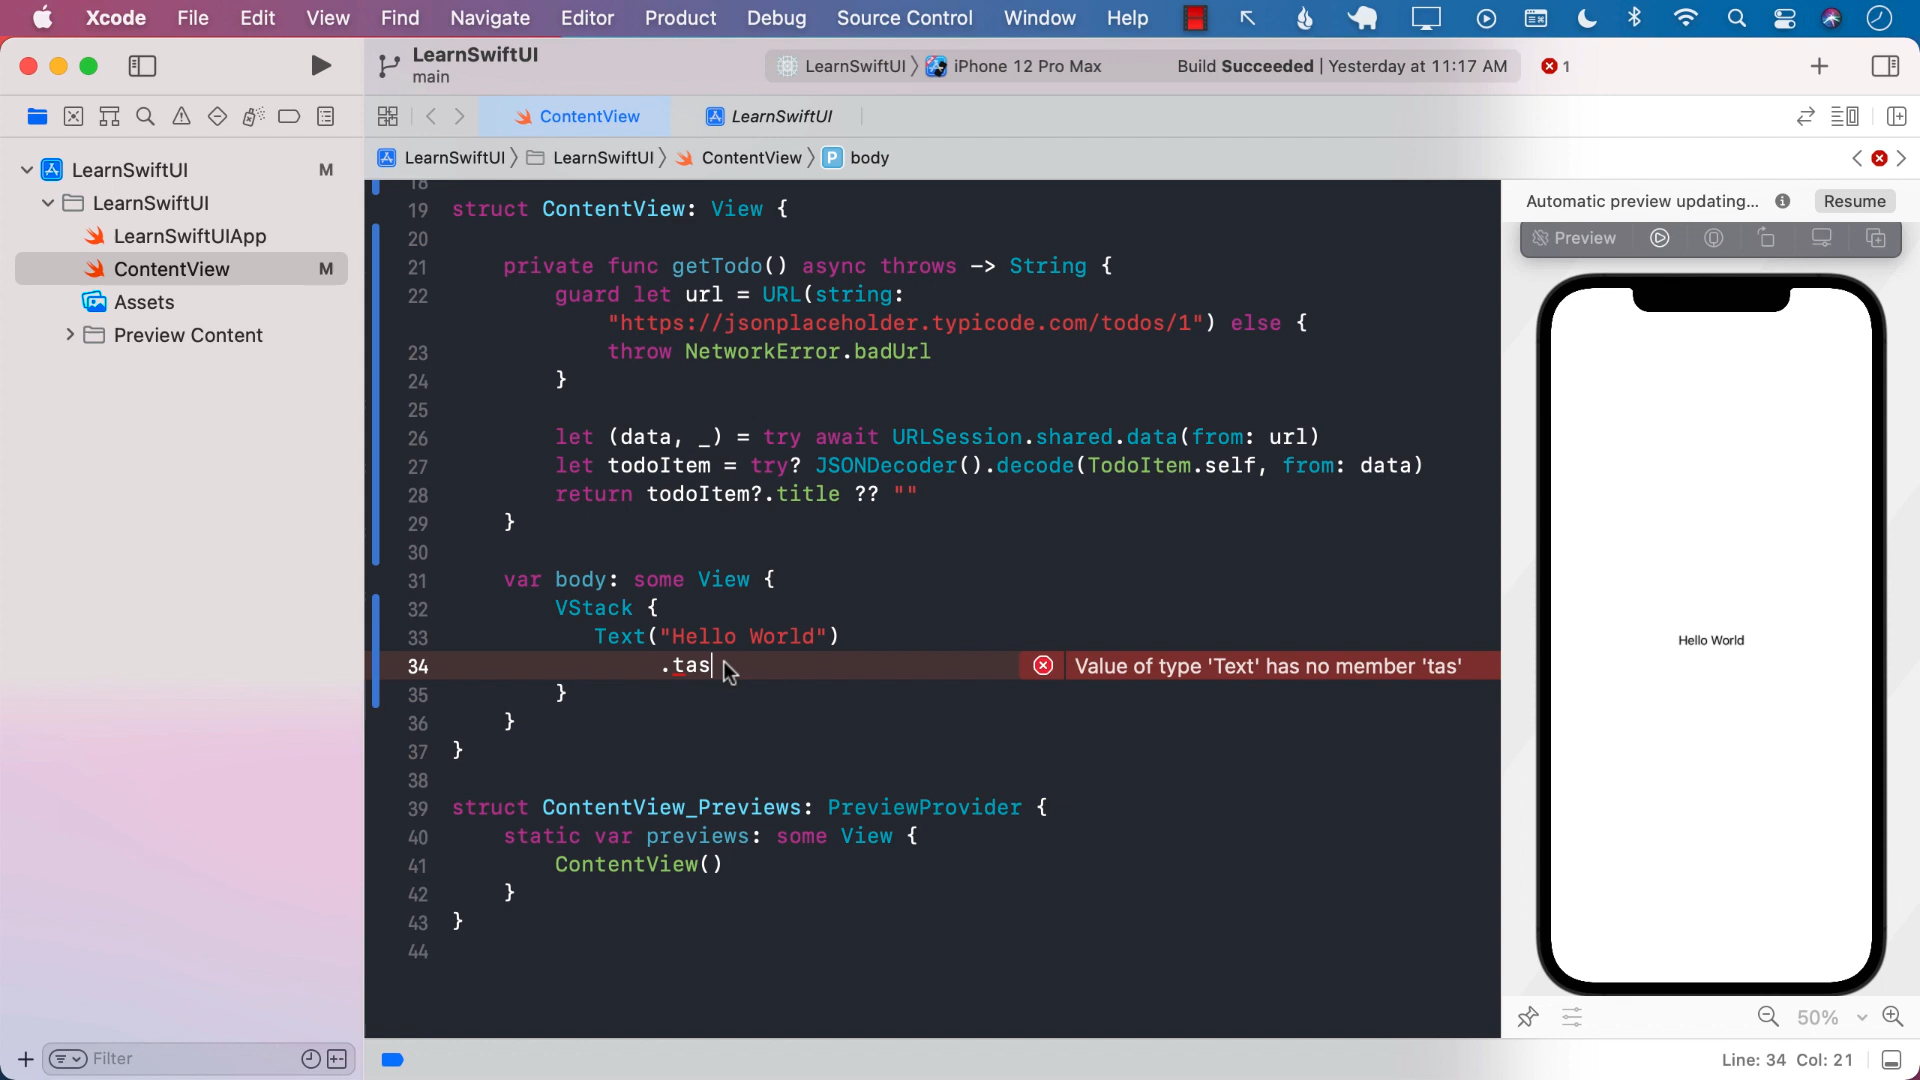 Xcode File Edit View Find Navigate Editor Product Debug Source Control Window Help
LearnSwiftUI
main
LearnSwiftUI iPhone 12 Pro Max Build Succeeded | Yesterday at 11:17 AM 1
ContentView LearnSwiftUI
LearnSwiftUI LearnSwiftUI ContentView P body
LearnSwiftUI M
LearnSwiftUI
LearnSwiftUIApp
ContentView M
Assets
Preview Content
18
19 struct ContentView: View {
20
21 private func getTodo() async throws -> String {
22 guard let url = URL(string:
"https://jsonplaceholder.typicode.com/todos/1") else {
23 throw NetworkError.badUrl
24 }
25
26 let (data, _) = try await URLSession.shared.data(from: url)
27 let todoItem = try? JSONDecoder().decode(TodoItem.self, from: data)
28 return todoItem?.title ?? ""
29 }
30
31 var body: some View {
32 VStack {
33 Text("Hello World")
34 .tas Value of type 'Text' has no member 'tas'
35 }
36 }
37 }
38
39 struct ContentView_Previews: PreviewProvider {
40 static var previews: some View {
41 ContentView()
42 }
43 }
44
Automatic preview updating... Resume
Preview
Hello World
50%
Filter
Line: 34 Col: 21